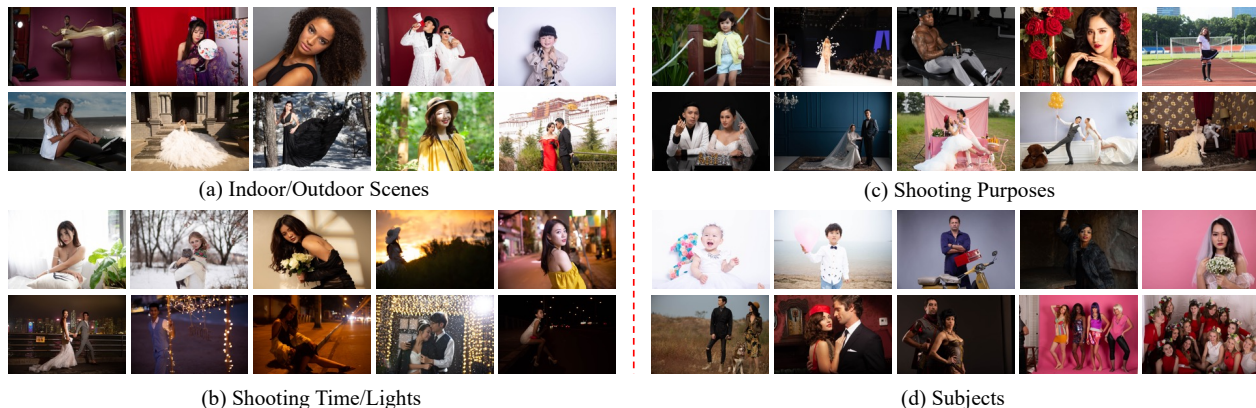 (a) Indoor/Outdoor Scenes
(c) Shooting Purposes
(b) Shooting Time/Lights
(d) Subjects